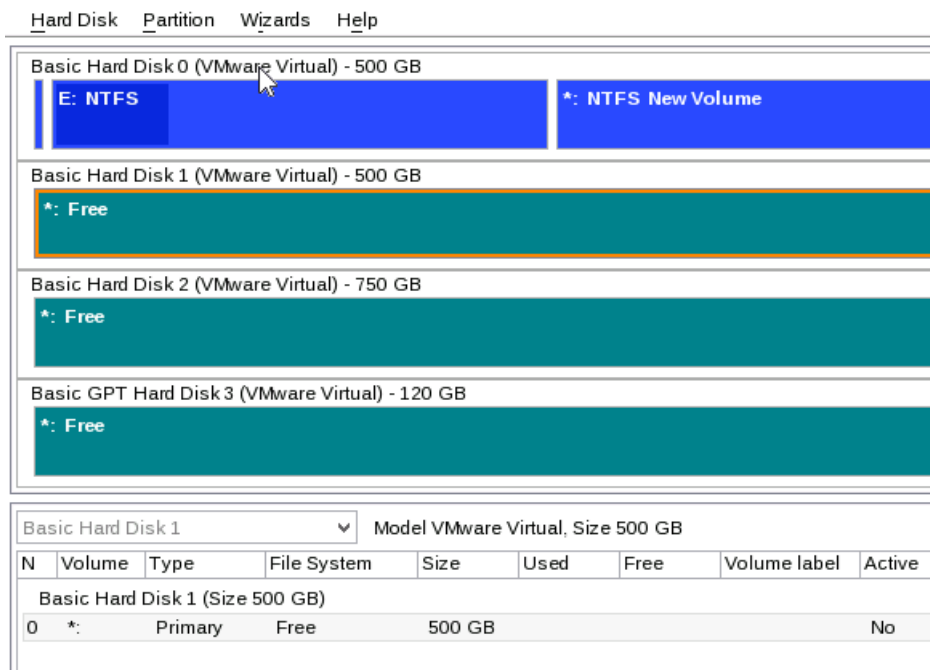 Hard Disk Partition Wizards Help
Basic Hard Disk 0 (VMware Virtual) - 500 GB
E: NTFS *: NTFS New Volume
Basic Hard Disk 1 (VMware Virtual) - 500 GB
*: Free
Basic Hard Disk 2 (VMware Virtual) - 750 GB
*: Free
Basic GPT Hard Disk 3 (VMware Virtual) - 120 GB
*: Free
Basic Hard Disk 1 Model VMware Virtual, Size 500 GB
N Volume Type File System Size Used Free Volume label Active
Basic Hard Disk 1 (Size 500 GB)
0 *: Primary Free 500 GB No